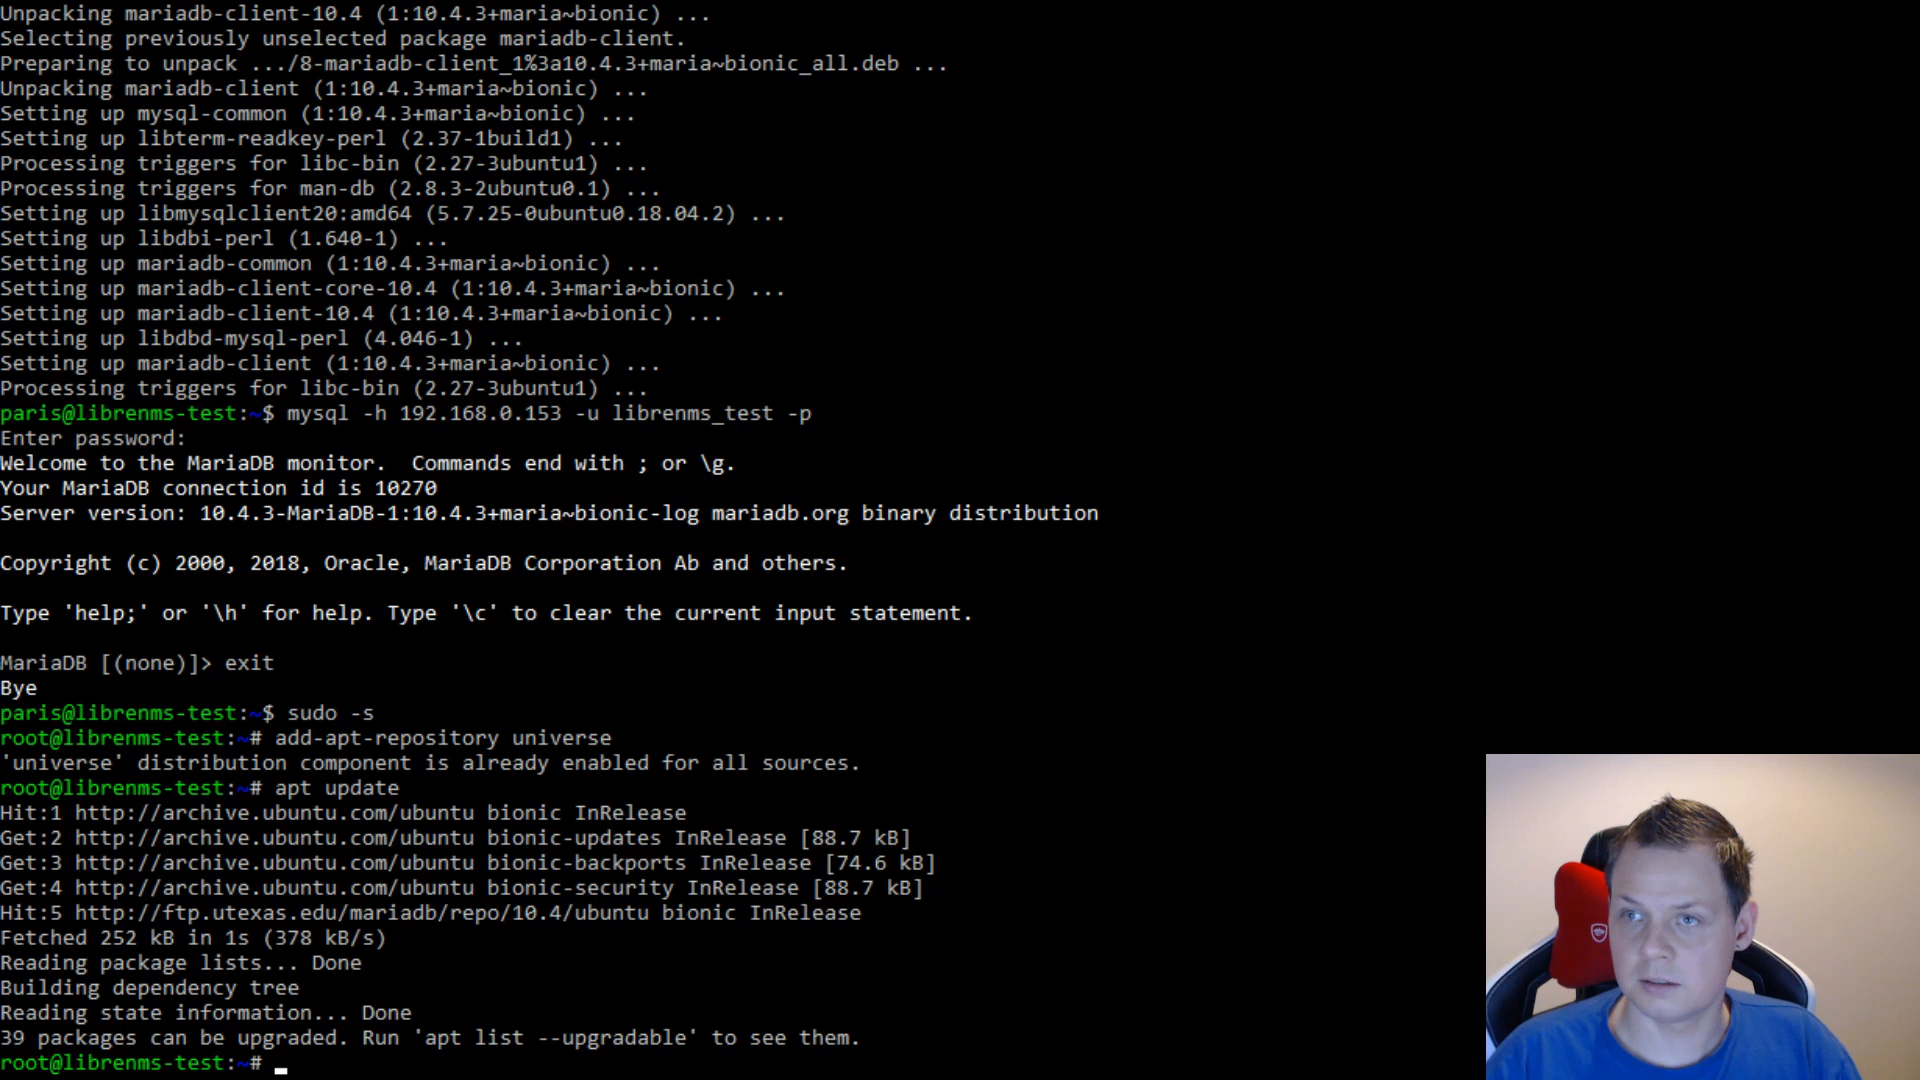 Unpacking mariadb-client-10.4 (1:10.4.3+maria~bionic) ...
Selecting previously unselected package mariadb-client.
Preparing to unpack .../8-mariadb-client_1%3a10.4.3+maria~bionic_all.deb ...
Unpacking mariadb-client (1:10.4.3+maria~bionic) ...
Setting up mysql-common (1:10.4.3+maria~bionic) ...
Setting up libterm-readkey-perl (2.37-1build1) ...
Processing triggers for libc-bin (2.27-3ubuntu1) ...
Processing triggers for man-db (2.8.3-2ubuntu0.1) ...
Setting up libmysqlclient20:amd64 (5.7.25-0ubuntu0.18.04.2) ...
Setting up libdbi-perl (1.640-1) ...
Setting up mariadb-common (1:10.4.3+maria~bionic) ...
Setting up mariadb-client-core-10.4 (1:10.4.3+maria~bionic) ...
Setting up mariadb-client-10.4 (1:10.4.3+maria~bionic) ...
Setting up libdbd-mysql-perl (4.046-1) ...
Setting up mariadb-client (1:10.4.3+maria~bionic) ...
Processing triggers for libc-bin (2.27-3ubuntu1) ...
paris@librenms-test:~$ mysql -h 192.168.0.153 -u librenms_test -p
Enter password:
Welcome to the MariaDB monitor.  Commands end with ; or \g.
Your MariaDB connection id is 10270
Server version: 10.4.3-MariaDB-1:10.4.3+maria~bionic-log mariadb.org binary distribution
Copyright (c) 2000, 2018, Oracle, MariaDB Corporation Ab and others.
Type 'help;' or '\h' for help. Type '\c' to clear the current input statement.
MariaDB [(none)]> exit
Bye
paris@librenms-test:~$ sudo -s
root@librenms-test:~# add-apt-repository universe
'universe' distribution component is already enabled for all sources.
root@librenms-test:~# apt update
Hit:1 http://archive.ubuntu.com/ubuntu bionic InRelease
Get:2 http://archive.ubuntu.com/ubuntu bionic-updates InRelease [88.7 kB]
Get:3 http://archive.ubuntu.com/ubuntu bionic-backports InRelease [74.6 kB]
Get:4 http://archive.ubuntu.com/ubuntu bionic-security InRelease [88.7 kB]
Hit:5 http://ftp.utexas.edu/mariadb/repo/10.4/ubuntu bionic InRelease
Fetched 252 kB in 1s (378 kB/s)
Reading package lists... Done
Building dependency tree
Reading state information... Done
39 packages can be upgraded. Run 'apt list --upgradable' to see them.
root@librenms-test:~#